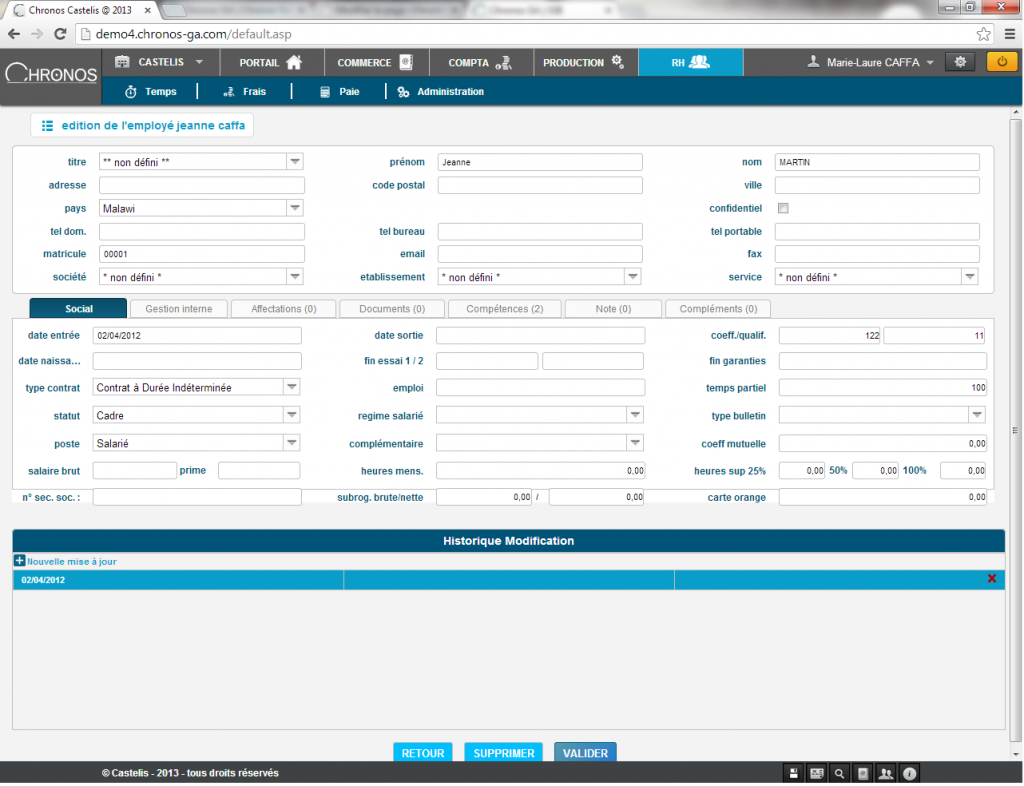 Chronos Castelis @ 2013
demo4.chronos-ga.com/default.asp
CHRONOS
CASTELIS PORTAIL COMMERCE COMPTA PRODUCTION RH Marie-Laure CAFFA
Temps Frais Paie Administration
edition de l'employé jeanne caffa
titre ** non défini ** prénom Jeanne nom MARTIN
adresse code postal ville
pays Malawi confidentiel
tel dom. tel bureau tel portable
matricule 00001 email fax
société * non défini * etablissement * non défini * service * non défini *
Social Gestion interne Affectations (0) Documents (0) Compétences (2) Note (0) Compléments (0)
date entrée 02/04/2012 date sortie coeff./qualif. 122 11
date naissa... fin essai 1 / 2 fin garanties
type contrat Contrat à Durée Indéterminée emploi temps partiel 100
statut Cadre regime salarié type bulletin
poste Salarié complémentaire coeff mutuelle 0,00
salaire brut prime heures mens. 0,00 heures sup 25% 0,00 50% 0,00 100% 0,00
n° sec. soc. : subrog. brute/nette 0,00 / 0,00 carte orange 0,00
Historique Modification
Nouvelle mise à jour
02/04/2012
RETOUR SUPPRIMER VALIDER
© Castelis - 2013 - tous droits réservés